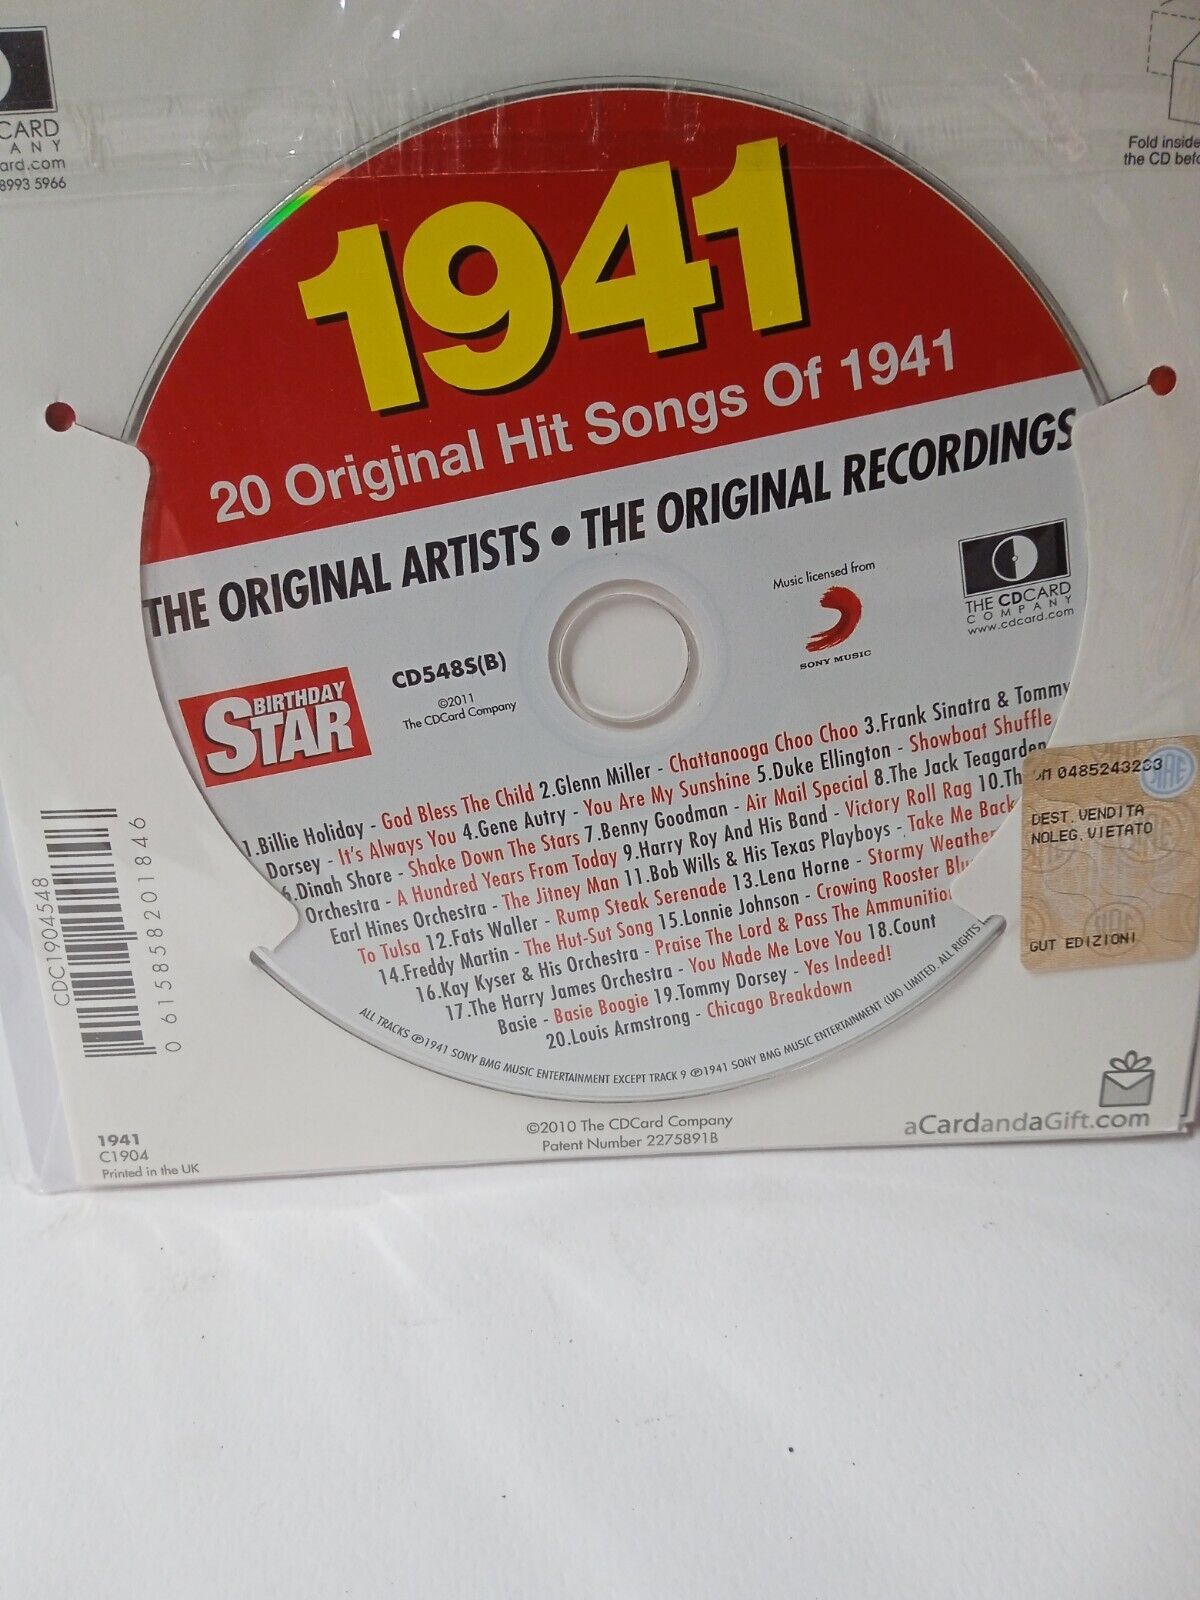 CARD
A N Y
ard.com
8993 5966
Fold inside
the CD befo
1941
20 Original Hit Songs Of 1941
THE ORIGINAL ARTISTS • THE ORIGINAL RECORDINGS
CD548S(B)
©2011
The CDCard Company
Music licensed from
SONY MUSIC
THE CDCARD
COMPANY
www.cdcard.com
BIRTHDAY
STAR
1.Billie Holiday - God Bless The Child 2.Glenn Miller - Chattanooga Choo Choo 3.Frank Sinatra & Tommy
Dorsey - It's Always You 4.Gene Autry - You Are My Sunshine 5.Duke Ellington - Showboat Shuffle
6.Dinah Shore - Shake Down The Stars 7.Benny Goodman - Air Mail Special 8.The Jack Teagarden
Orchestra - A Hundred Years From Today 9.Harry Roy And His Band - Victory Roll Rag 10.Th
Earl Hines Orchestra - The Jitney Man 11.Bob Wills & His Texas Playboys - Take Me Back
To Tulsa 12.Fats Waller - Rump Steak Serenade 13.Lena Horne - Stormy Weather
14.Freddy Martin - The Hut-Sut Song 15.Lonnie Johnson - Crowing Rooster Blu
16.Kay Kyser & His Orchestra - Praise The Lord & Pass The Ammunition
17.The Harry James Orchestra - You Made Me Love You 18.Count
Basie - Basie Boogie 19.Tommy Dorsey - Yes Indeed!
20.Louis Armstrong - Chicago Breakdown
ALL TRACKS ℗1941 SONY BMG MUSIC ENTERTAINMENT EXCEPT TRACK 9 ℗1941 SONY BMG MUSIC ENTERTAINMENT (UK) LIMITED. ALL RIGHTS
0485243283
DEST. VENDITA
NOLEG. VIETATO
GUT EDIZIONI
CDC1904548
0 615855 201846
1941
C1904
Printed in the UK
©2010 The CDCard Company
Patent Number 2275891B
aCardandaGift.com